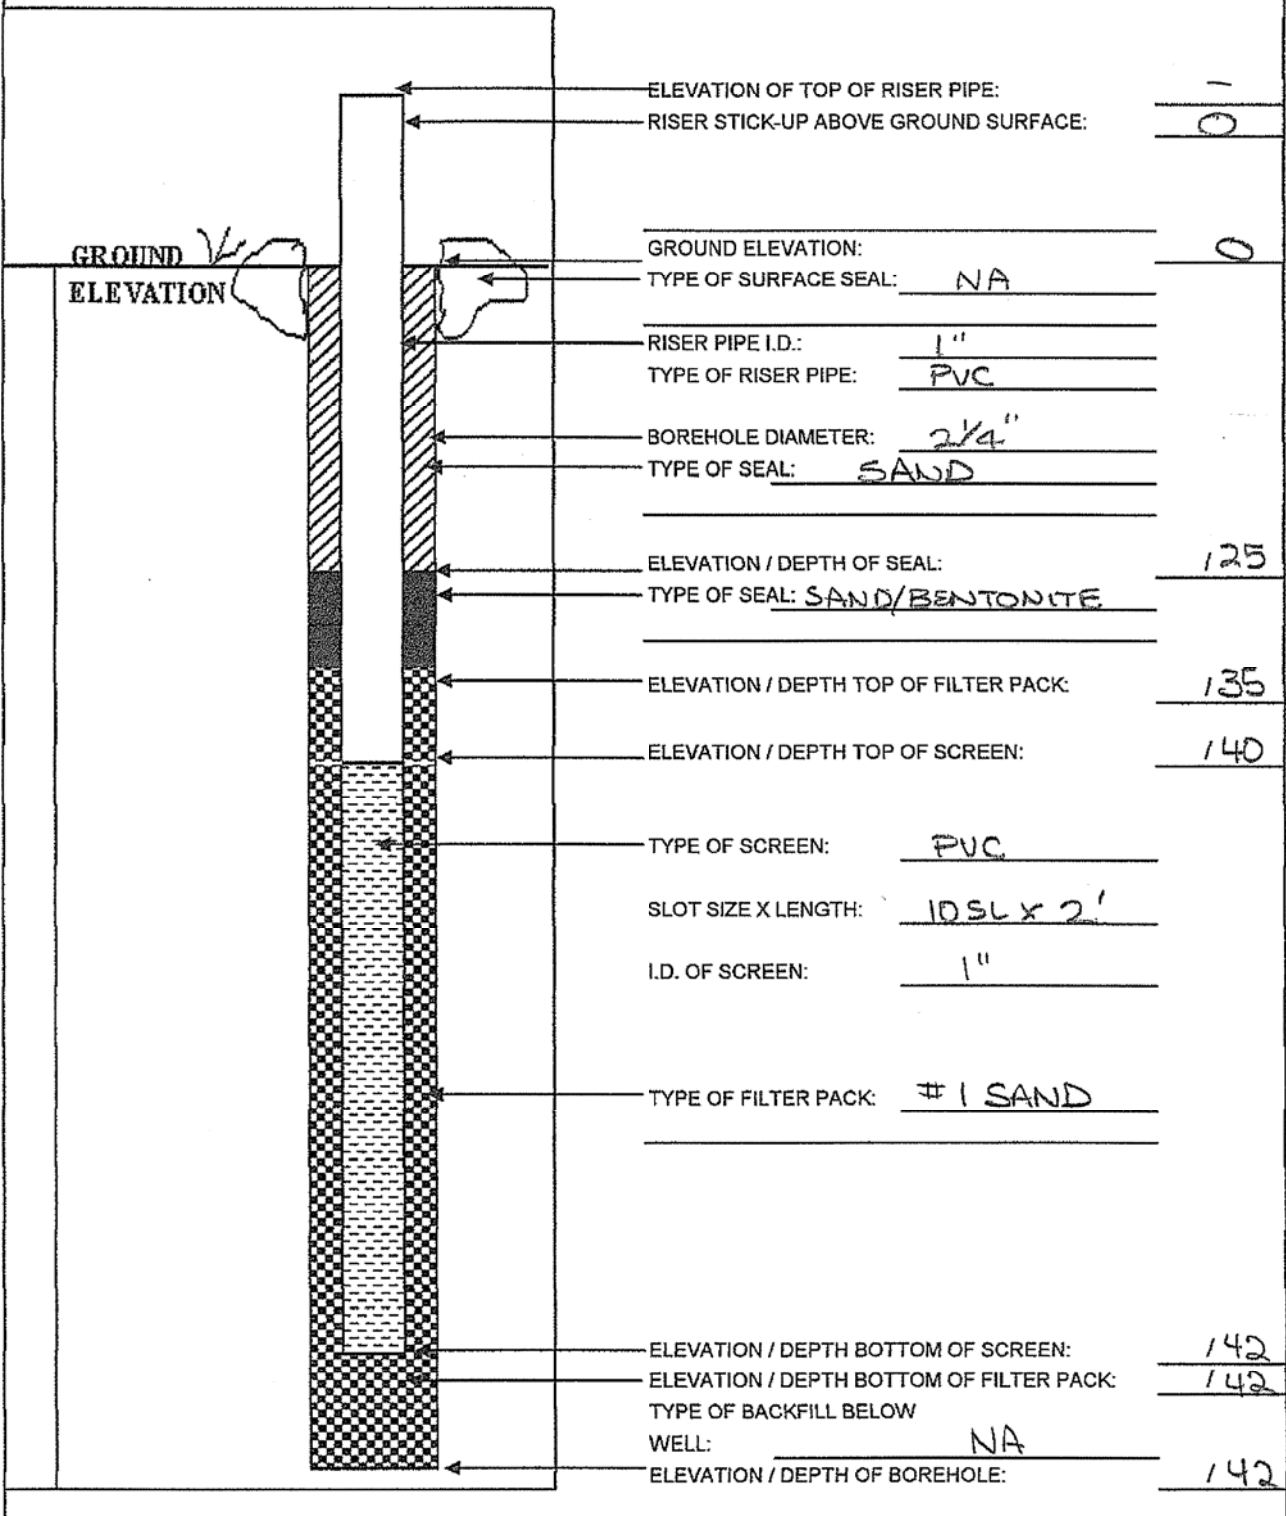 ELEVATION OF TOP OF RISER PIPE: –
RISER STICK-UP ABOVE GROUND SURFACE: 0
GROUND
ELEVATION
GROUND ELEVATION: 0
TYPE OF SURFACE SEAL: NA
RISER PIPE I.D.: 1"
TYPE OF RISER PIPE: PVC
BOREHOLE DIAMETER: 2 1/4"
TYPE OF SEAL: SAND
ELEVATION / DEPTH OF SEAL: /25
TYPE OF SEAL: SAND/BENTONITE
ELEVATION / DEPTH TOP OF FILTER PACK: /35
ELEVATION / DEPTH TOP OF SCREEN: /40
TYPE OF SCREEN: PVC
SLOT SIZE X LENGTH: 10 SL x 2'
I.D. OF SCREEN: 1"
TYPE OF FILTER PACK: #1 SAND
ELEVATION / DEPTH BOTTOM OF SCREEN: /42
ELEVATION / DEPTH BOTTOM OF FILTER PACK: /42
TYPE OF BACKFILL BELOW
WELL: NA
ELEVATION / DEPTH OF BOREHOLE: /42